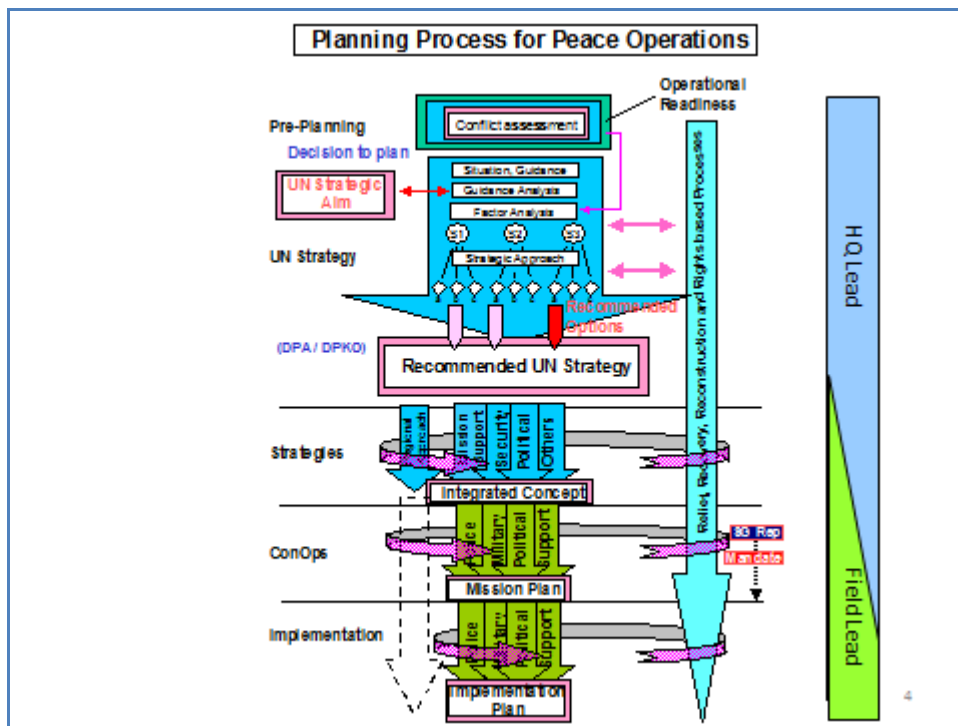 Planning Process for Peace Operations
Operational
Readiness
Pre-Planning
Conflict assessment
Decision to plan
UN Strategic
Aim
Situation, Guidance
Guidance Analysis
Factor Analysis
S1
S2
S3
UN Strategy
Strategic Approach
Recommended
Options
(DPA / DPKO)
Recommended UN Strategy
Relief, Recovery, Reconstruction and Rights based Processes
HQ Lead
Field Lead
Strategies
Approach
Support
Security
Political
Others
Integrated Concept
ConOps
Military
Political
Support
SG Rep
Mandate
Mission Plan
Implementation
Political
Support
Implementation
Plan
4